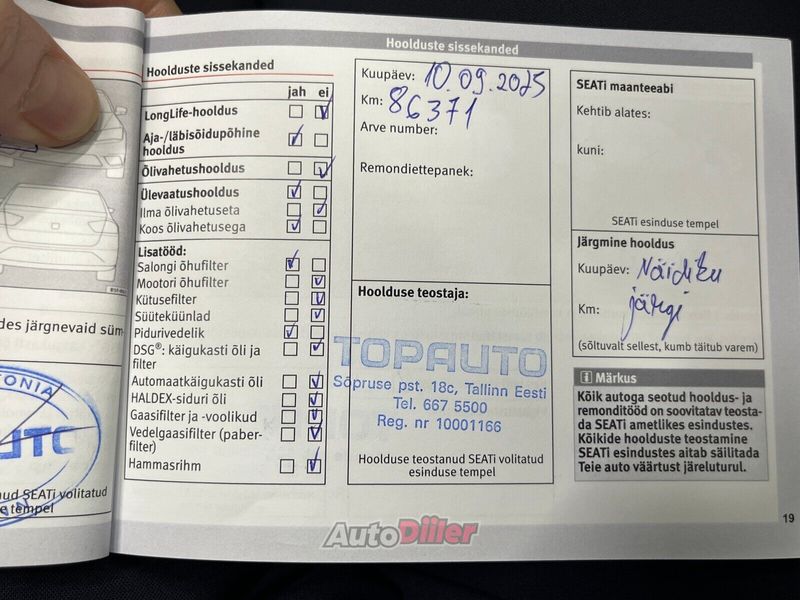 Hoolduste sissekanded
Hoolduste sissekanded
jah ei
LongLife-hooldus
Aja-/läbisõidupõhine
hooldus
Õlivahetushooldus
Ülevaatushooldus
Ilma õlivahetuseta
Koos õlivahetusega
Lisatööd:
Salongi õhufilter
Mootori õhufilter
Kütusefilter
Süüteküünlad
Pidurivedelik
DSG®: käigukasti õli ja
filter
Automaatkäigukasti õli
HALDEX-siduri õli
Gaasifilter ja -voolikud
Vedelgaasifilter (paber-
filter)
Hammasrihm
Kuupäev: 10.09.2025
Km: 86371
Arve number:
Remondiettepanek:
Hoolduse teostaja:
TOPAUTO
Sõpruse pst. 18c, Tallinn Eesti
Tel. 667 5500
Reg. nr 10001166
Hoolduse teostanud SEATi volitatud
esinduse tempel
SEATi maanteeabi
Kehtib alates:
kuni:
SEATi esinduse tempel
Järgmine hooldus
Kuupäev: Näidiku
Km: järgi
(sõltuvalt sellest, kumb täitub varem)
Märkus
Kõik autoga seotud hooldus- ja
remonditööd on soovitatav teosta-
da SEATi ametlikes esindustes.
Kõikide hoolduste teostamine
SEATi esindustes aitab säilitada
Teie auto väärtust järeluturul.
19
des järgnevaid süm
nud SEATi volitatud
e tempel
AutoDiiler